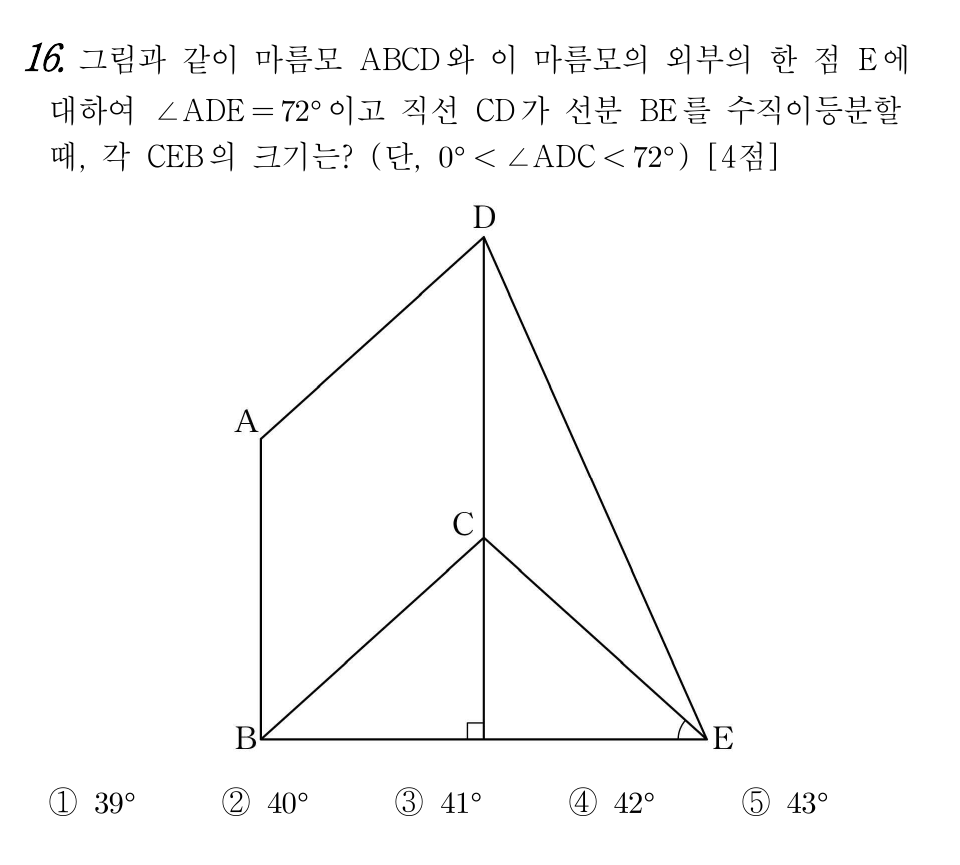 16. 그림과 같이 마름모 ABCD와 이 마름모의 외부의 한 점 E에
대하여 ∠ADE=72°이고 직선 CD가 선분 BE를 수직이등분할
때, 각 CEB의 크기는? (단, 0°<∠ADC<72°) [4점]
D
A
C
B
E
① 39° ② 40° ③ 41° ④ 42° ⑤ 43°